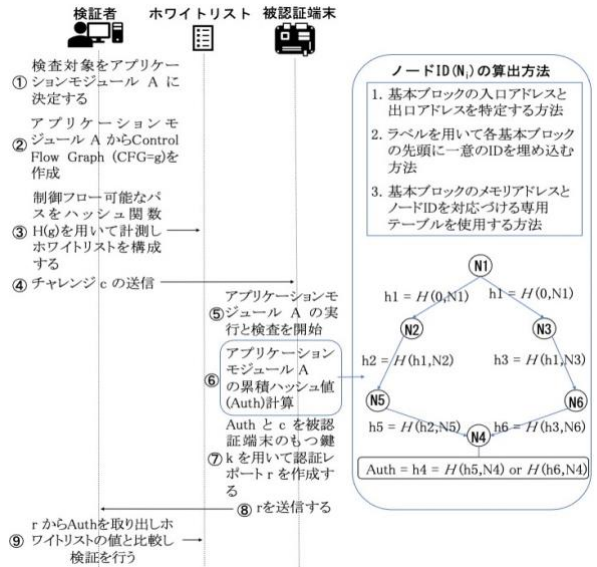 検証者
ホワイトリスト
被認証端末
① 検査対象をアプリケー
ションモジュール A に
決定する
② アプリケーションモ
ジュール A からControl
Flow Graph (CFG=g)を
作成
③ 制御フロー可能なパ
スをハッシュ関数
H(g)を用いて計測し
ホワイトリストを構成
する
④ チャレンジ c の送信
⑤ アプリケーションモ
ジュール A の実
行と検査を開始
⑥ アプリケーション
モジュール A
の累積ハッシュ値
(Auth)計算
⑦ Auth と c を被認
証端末のもつ鍵
k を用いて認証レ
ポート r を作成す
る
⑧ rを送信する
⑨ r からAuthを取り出しホ
ワイトリストの値と比較し
検証を行う
ノードID(Ni)の算出方法
1. 基本ブロックの入口アドレスと
出口アドレスを特定する方法
2. ラベルを用いて各基本ブロック
の先頭に一意のIDを埋め込む
方法
3. 基本ブロックのメモリアドレスと
ノードIDを対応づける専用
テーブルを使用する方法
N1
h1 = H(0,N1) h1 = H(0,N1)
N2 N3
h2 = H(h1,N2) h3 = H(h1,N3)
N5 N6
h5 = H(h2,N5) h6 = H(h3,N6)
N4
Auth = h4 = H(h5,N4) or H(h6,N4)